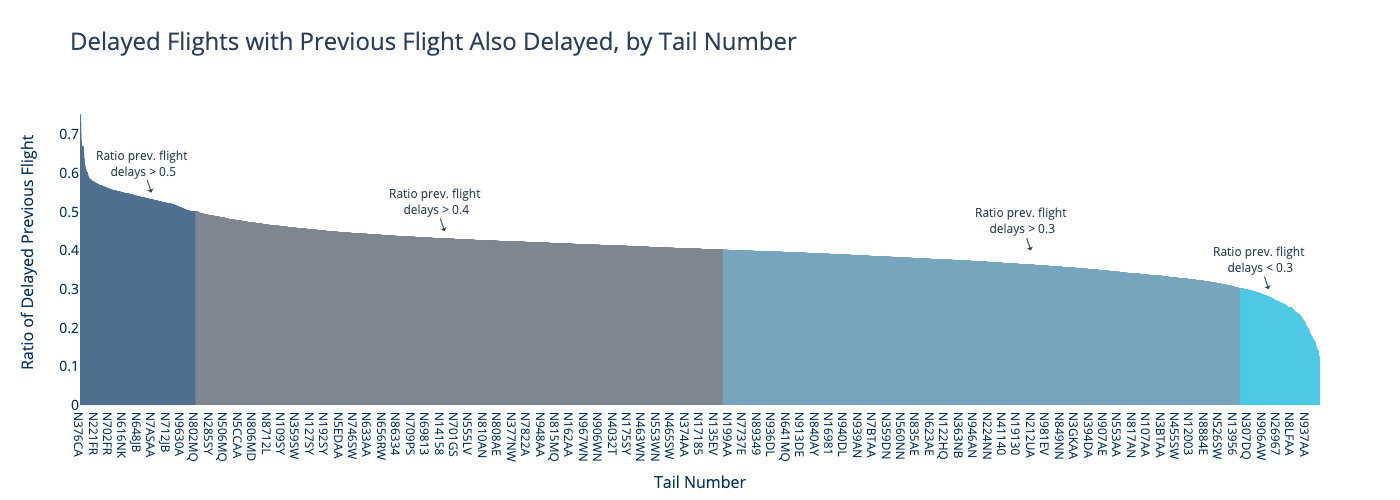 Delayed Flights with Previous Flight Also Delayed, by Tail Number
Ratio of Delayed Previous Flight
0.7
0.6
0.5
0.4
0.3
0.2
0.1
0
Ratio prev. flight
delays > 0.5
Ratio prev. flight
delays > 0.4
Ratio prev. flight
delays > 0.3
Ratio prev. flight
delays < 0.3
N376CA
N221FR
N702FR
N616NK
N648JB
N7ASAA
N712JB
N9630A
N802MQ
N285SY
N506MQ
N5CCAA
N806MD
N8712L
N109SY
N935SW
N127SY
N192SY
N5EDAA
N746SW
N633AA
N656RW
N86334
N709PS
N69813
N14158
N701GS
N555LV
N810AN
N808AE
N377NW
N7822A
N948AA
N815MQ
N162AA
N967WN
N906WN
N4032T
N175SY
N553WN
N465SW
N374AA
N17185
N135EV
N199AA
N7737E
N89349
N936DL
N641MQ
N913DE
N840AY
N16981
N940DL
N939AN
N7BTAA
N359DN
N560NN
N835AE
N623AE
N122HQ
N363NB
N946AN
N224NN
N41140
N19130
N212UA
N981EV
N849NN
N3GKAA
N394DA
N907AE
N553AA
N817AN
N107AA
N3BTAA
N455SW
N12003
N8884E
N526SW
N13956
N307DQ
N906AW
N26967
N8LFAA
N937AA
Tail Number